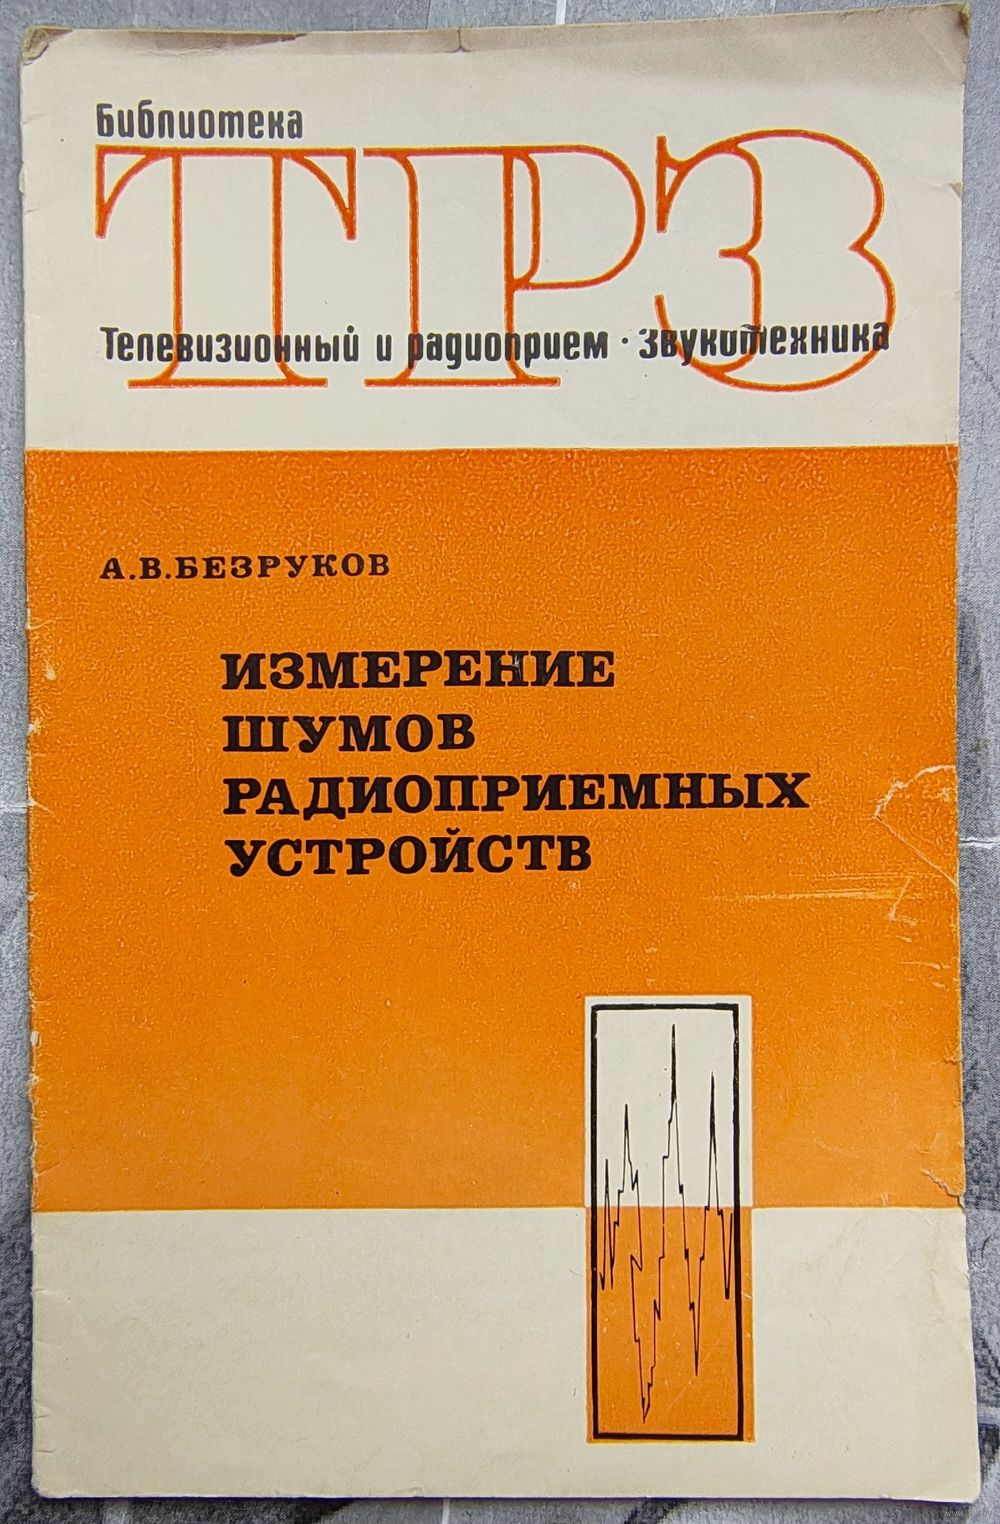 Библиотека
ТРЗ
Телевизионный и радиоприем · звукотехника
А.В.БЕЗРУКОВ
ИЗМЕРЕНИЕ
ШУМОВ
РАДИОПРИЕМНЫХ
УСТРОЙСТВ